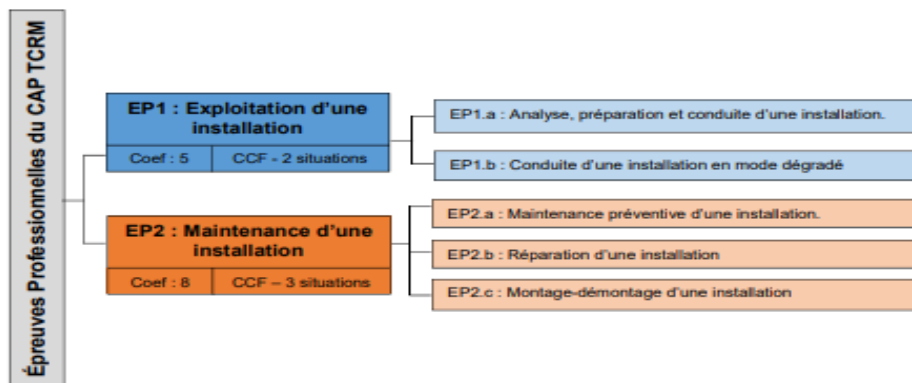 Épreuves Professionnelles du CAP TCRM
EP1 : Exploitation d'une
installation
Coef : 5
CCF - 2 situations
EP1.a : Analyse, préparation et conduite d'une installation.
EP1.b : Conduite d'une installation en mode dégradé
EP2 : Maintenance d'une
installation
Coef : 8
CCF – 3 situations
EP2.a : Maintenance préventive d'une installation.
EP2.b : Réparation d'une installation
EP2.c : Montage-démontage d'une installation